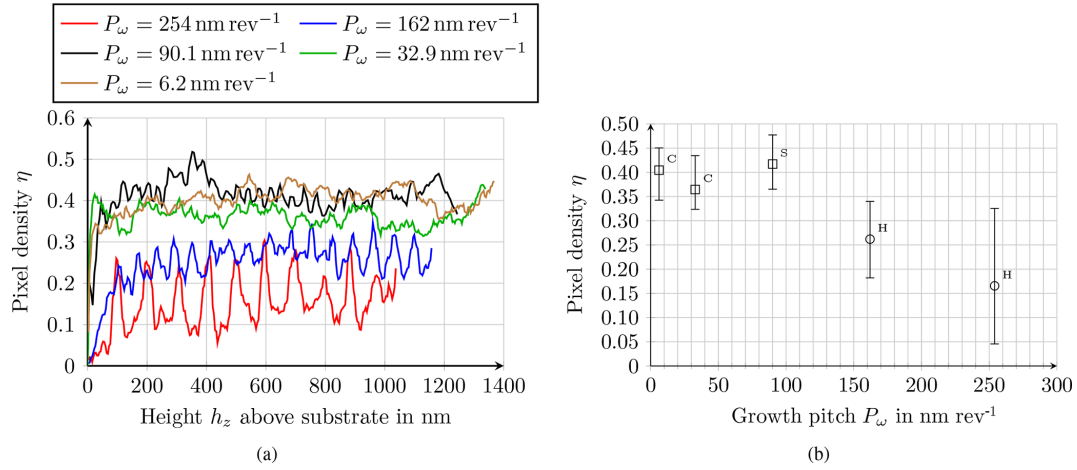 P_ω = 254 nm rev⁻¹ P_ω = 162 nm rev⁻¹
P_ω = 90.1 nm rev⁻¹ P_ω = 32.9 nm rev⁻¹
P_ω = 6.2 nm rev⁻¹
Pixel density η
0.6
0.5
0.4
0.3
0.2
0.1
0
0 200 400 600 800 1000 1200 1400
Height h_z above substrate in nm
(a)
Pixel density η
0.50
0.45
0.40
0.35
0.30
0.25
0.20
0.15
0.10
0.05
0
C
C
S
H
H
0 50 100 150 200 250 300
Growth pitch P_ω in nm rev⁻¹
(b)